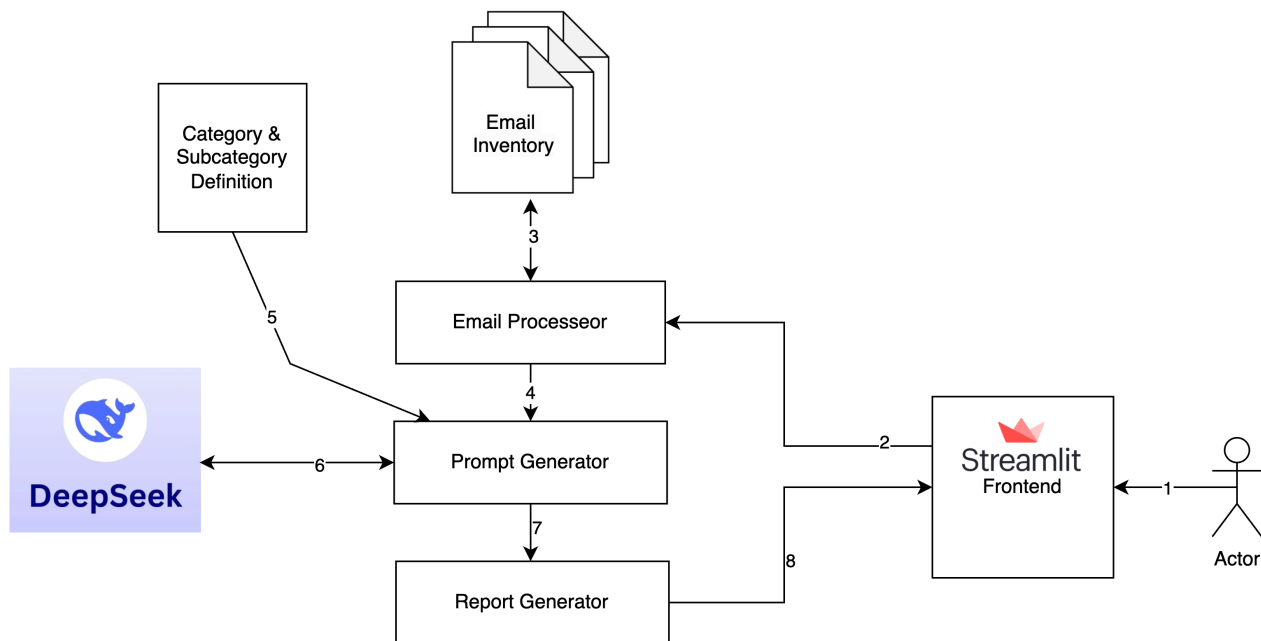 Email
Inventory
Category &
Subcategory
Definition
3
Email Processeor
5
4
DeepSeek
6
Prompt Generator
2
Streamlit
Frontend
1
7
Actor
8
Report Generator